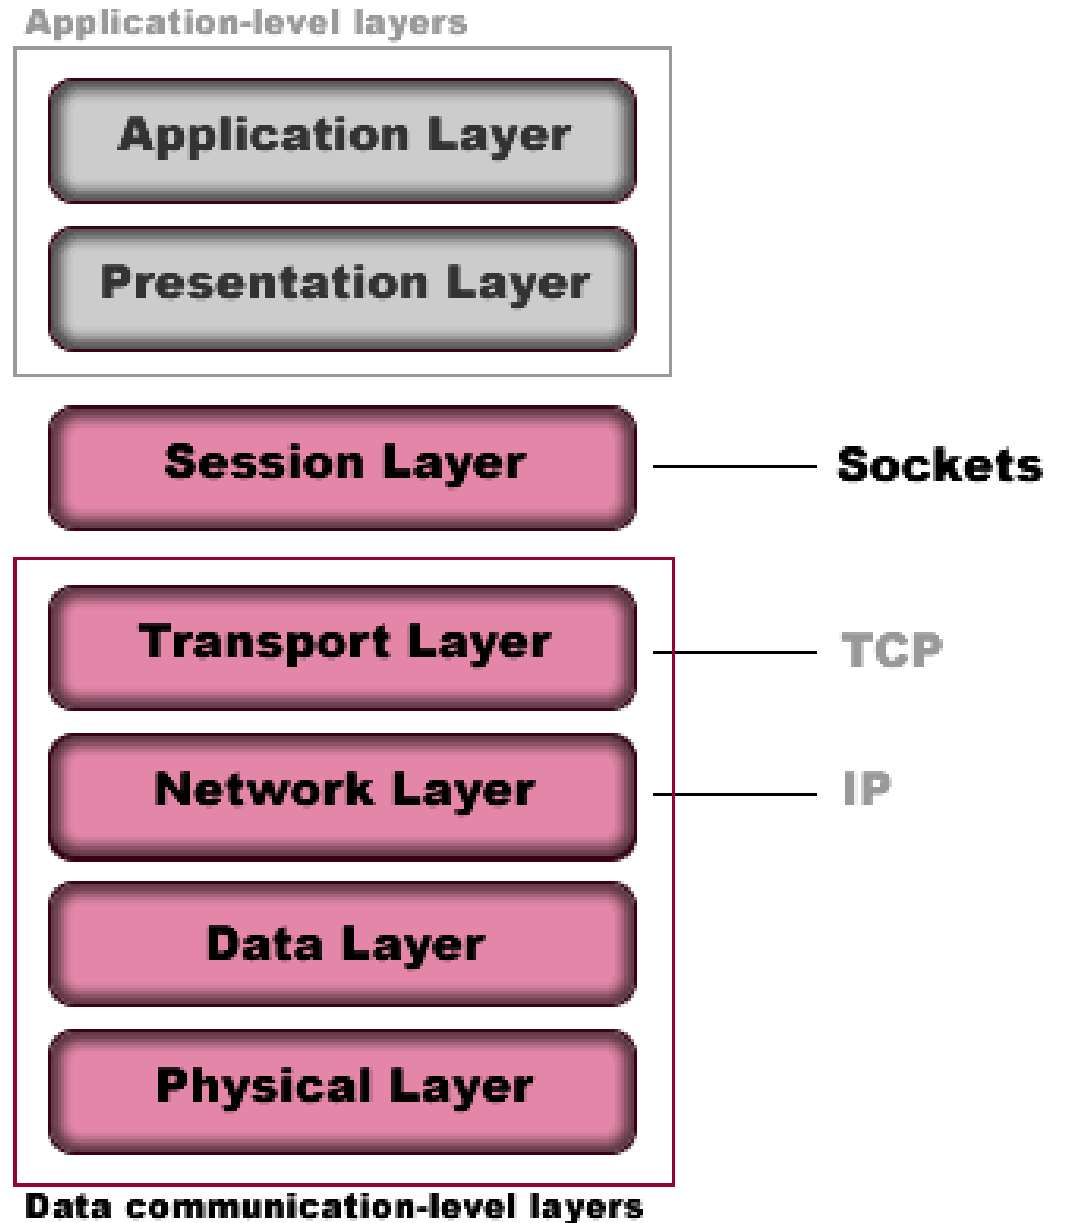 Application-level layers
Application Layer
Presentation Layer
Session Layer
Sockets
Transport Layer
TCP
Network Layer
IP
Data Layer
Physical Layer
Data communication-level layers